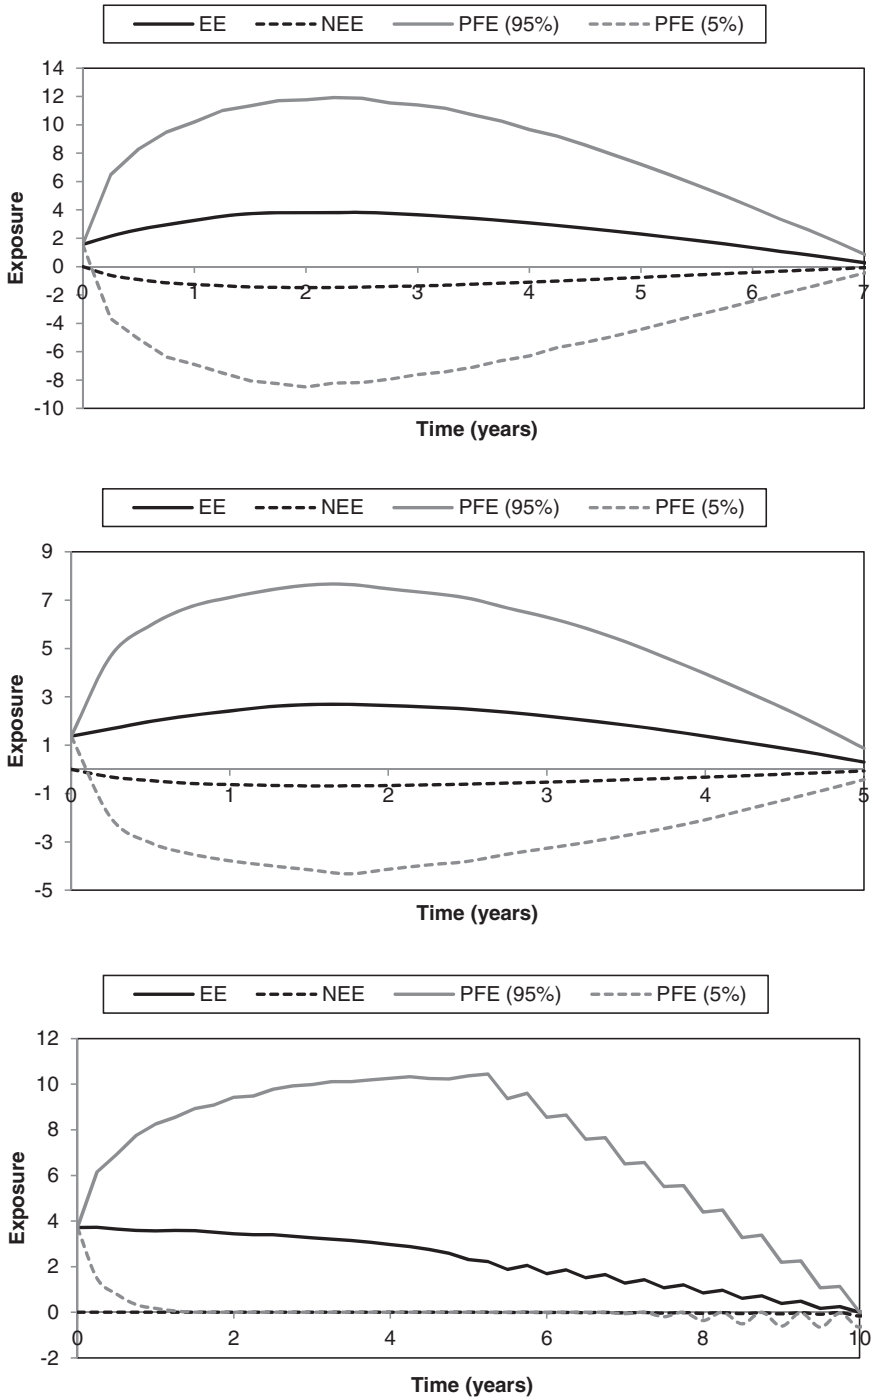 EE NEE PFE (95%) PFE (5%)
14
12
10
8
6
4
2
0
-2
-4
-6
-8
-10
0 1 2 3 4 5 6 7
Exposure
Time (years)
EE NEE PFE (95%) PFE (5%)
9
7
5
3
1
-1
-3
-5
0 1 2 3 4 5
Exposure
Time (years)
EE NEE PFE (95%) PFE (5%)
12
10
8
6
4
2
0
-2
0 2 4 6 8 10
Exposure
Time (years)